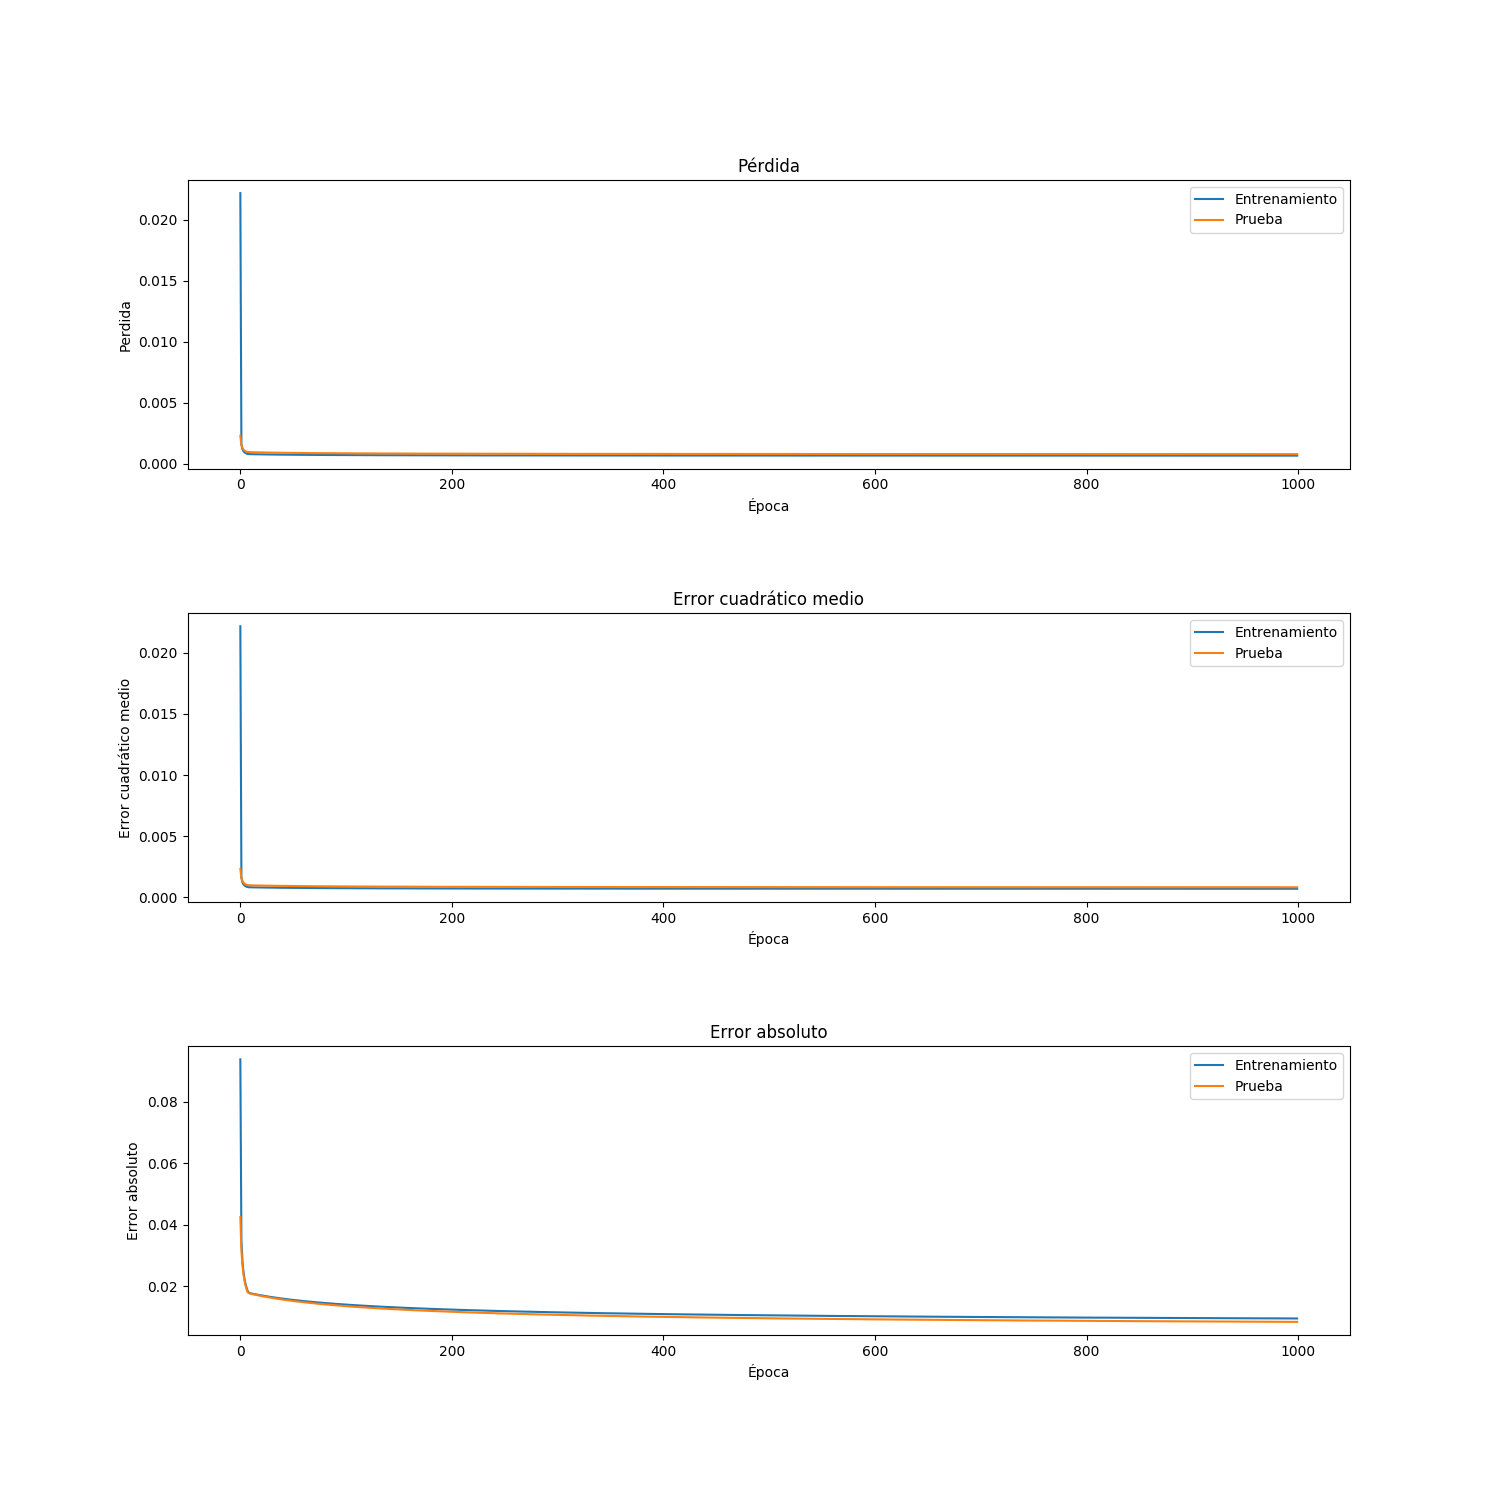 Pérdida
Entrenamiento
Prueba
0.020
0.015
0.010
0.005
0.000
Perdida
0 200 400 600 800 1000
Época
Error cuadrático medio
Entrenamiento
Prueba
0.020
0.015
0.010
0.005
0.000
Error cuadrático medio
0 200 400 600 800 1000
Época
Error absoluto
Entrenamiento
Prueba
0.08
0.06
0.04
0.02
Error absoluto
0 200 400 600 800 1000
Época